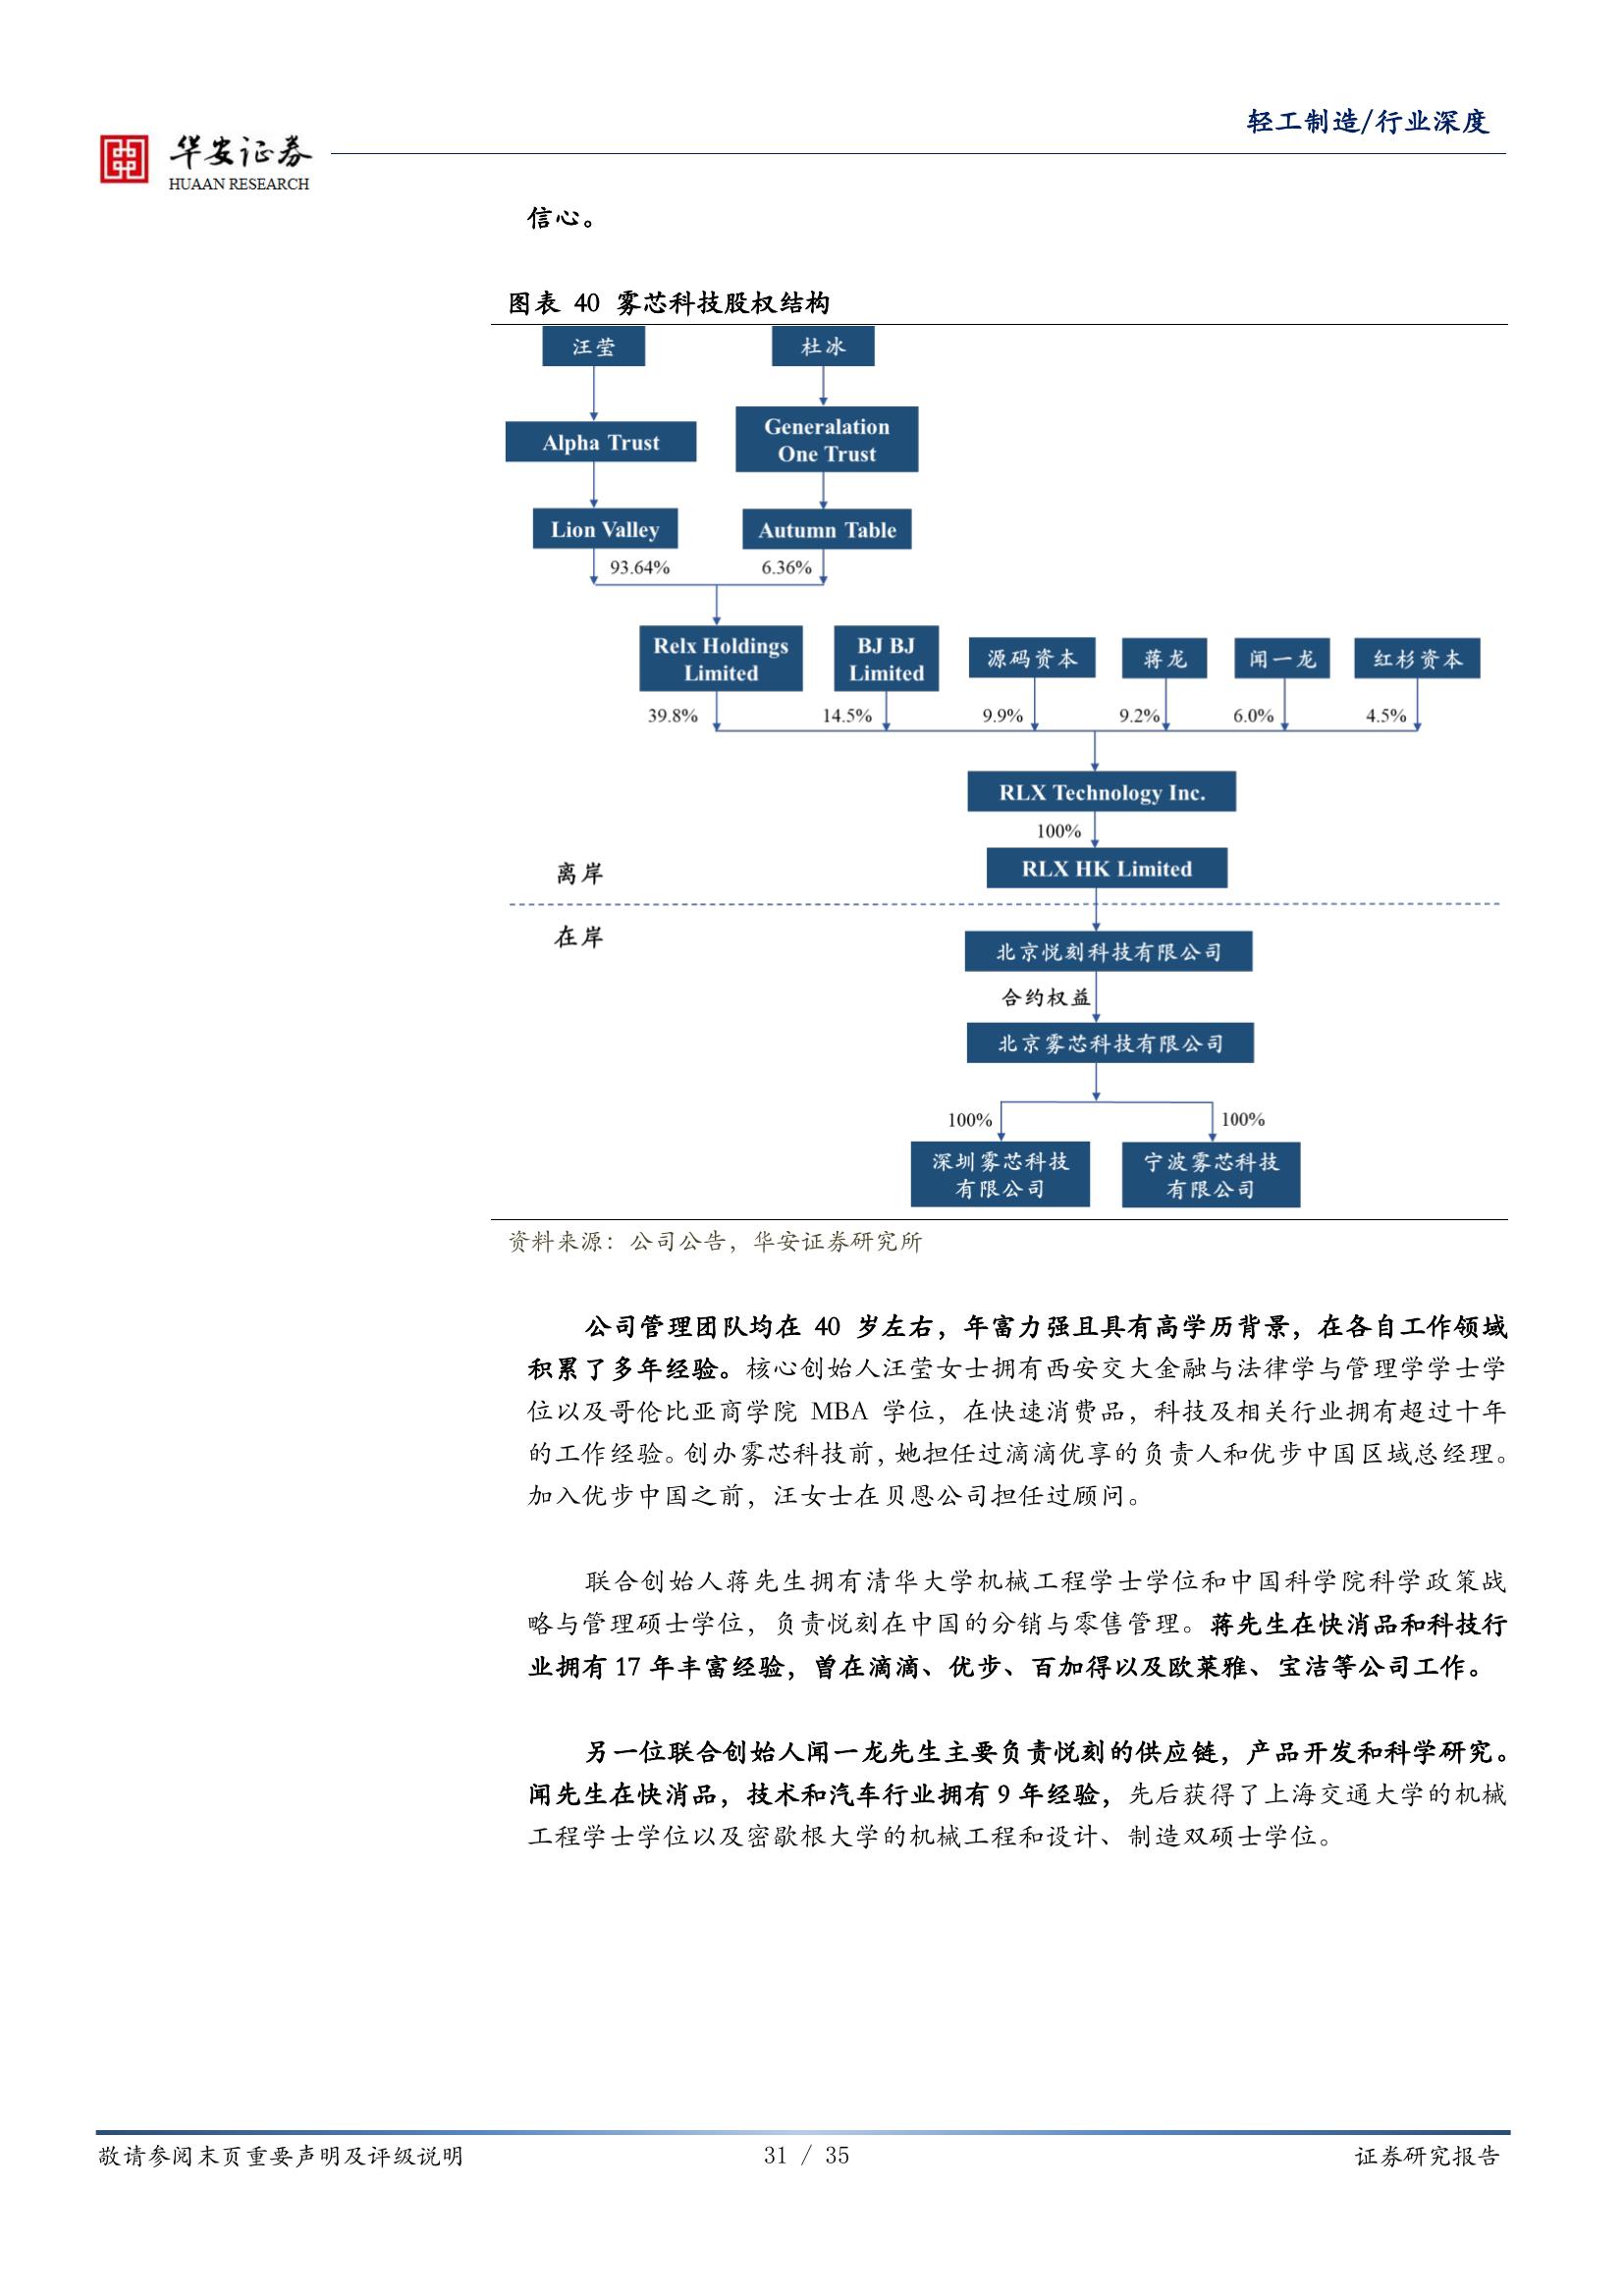 轻工制造/行业深度
华安证券
HUAAN RESEARCH
信心。
图表 40 雾芯科技股权结构
汪莹
杜冰
Alpha Trust
Generalation
One Trust
Lion Valley
Autumn Table
93.64%
6.36%
Relx Holdings
Limited
BJ BJ
Limited
源码资本
蒋龙
闻一龙
红杉资本
39.8%
14.5%
9.9%
9.2%
6.0%
4.5%
RLX Technology Inc.
100%
RLX HK Limited
离岸
在岸
北京悦刻科技有限公司
合约权益
北京雾芯科技有限公司
100%
100%
深圳雾芯科技
有限公司
宁波雾芯科技
有限公司
资料来源：公司公告，华安证券研究所
公司管理团队均在 40 岁左右，年富力强且具有高学历背景，在各自工作领域
积累了多年经验。核心创始人汪莹女士拥有西安交大金融与法律学与管理学学士学
位以及哥伦比亚商学院 MBA 学位，在快速消费品，科技及相关行业拥有超过十年
的工作经验。创办雾芯科技前，她担任过滴滴优享的负责人和优步中国区域总经理。
加入优步中国之前，汪女士在贝恩公司担任过顾问。
联合创始人蒋先生拥有清华大学机械工程学士学位和中国科学院科学政策战
略与管理硕士学位，负责悦刻在中国的分销与零售管理。蒋先生在快消品和科技行
业拥有 17 年丰富经验，曾在滴滴、优步、百加得以及欧莱雅、宝洁等公司工作。
另一位联合创始人闻一龙先生主要负责悦刻的供应链，产品开发和科学研究。
闻先生在快消品，技术和汽车行业拥有 9 年经验，先后获得了上海交通大学的机械
工程学士学位以及密歇根大学的机械工程和设计、制造双硕士学位。
敬请参阅末页重要声明及评级说明
31 / 35
证券研究报告